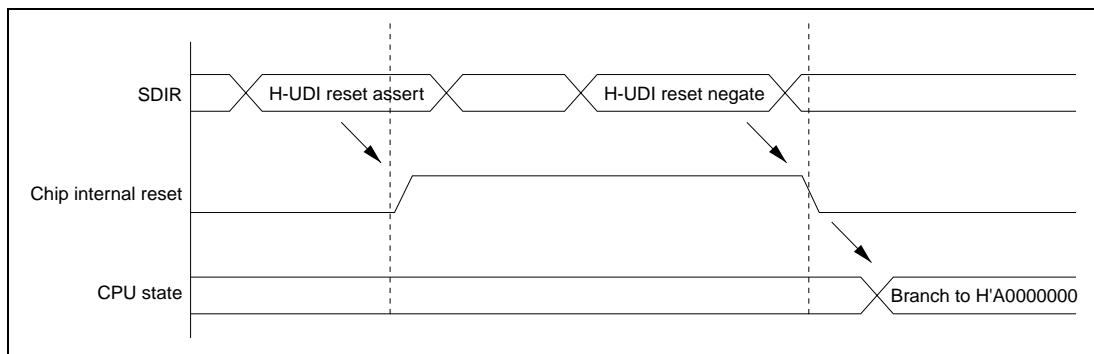 SDIR
H-UDI reset assert
H-UDI reset negate
Chip internal reset
CPU state
Branch to H'A0000000